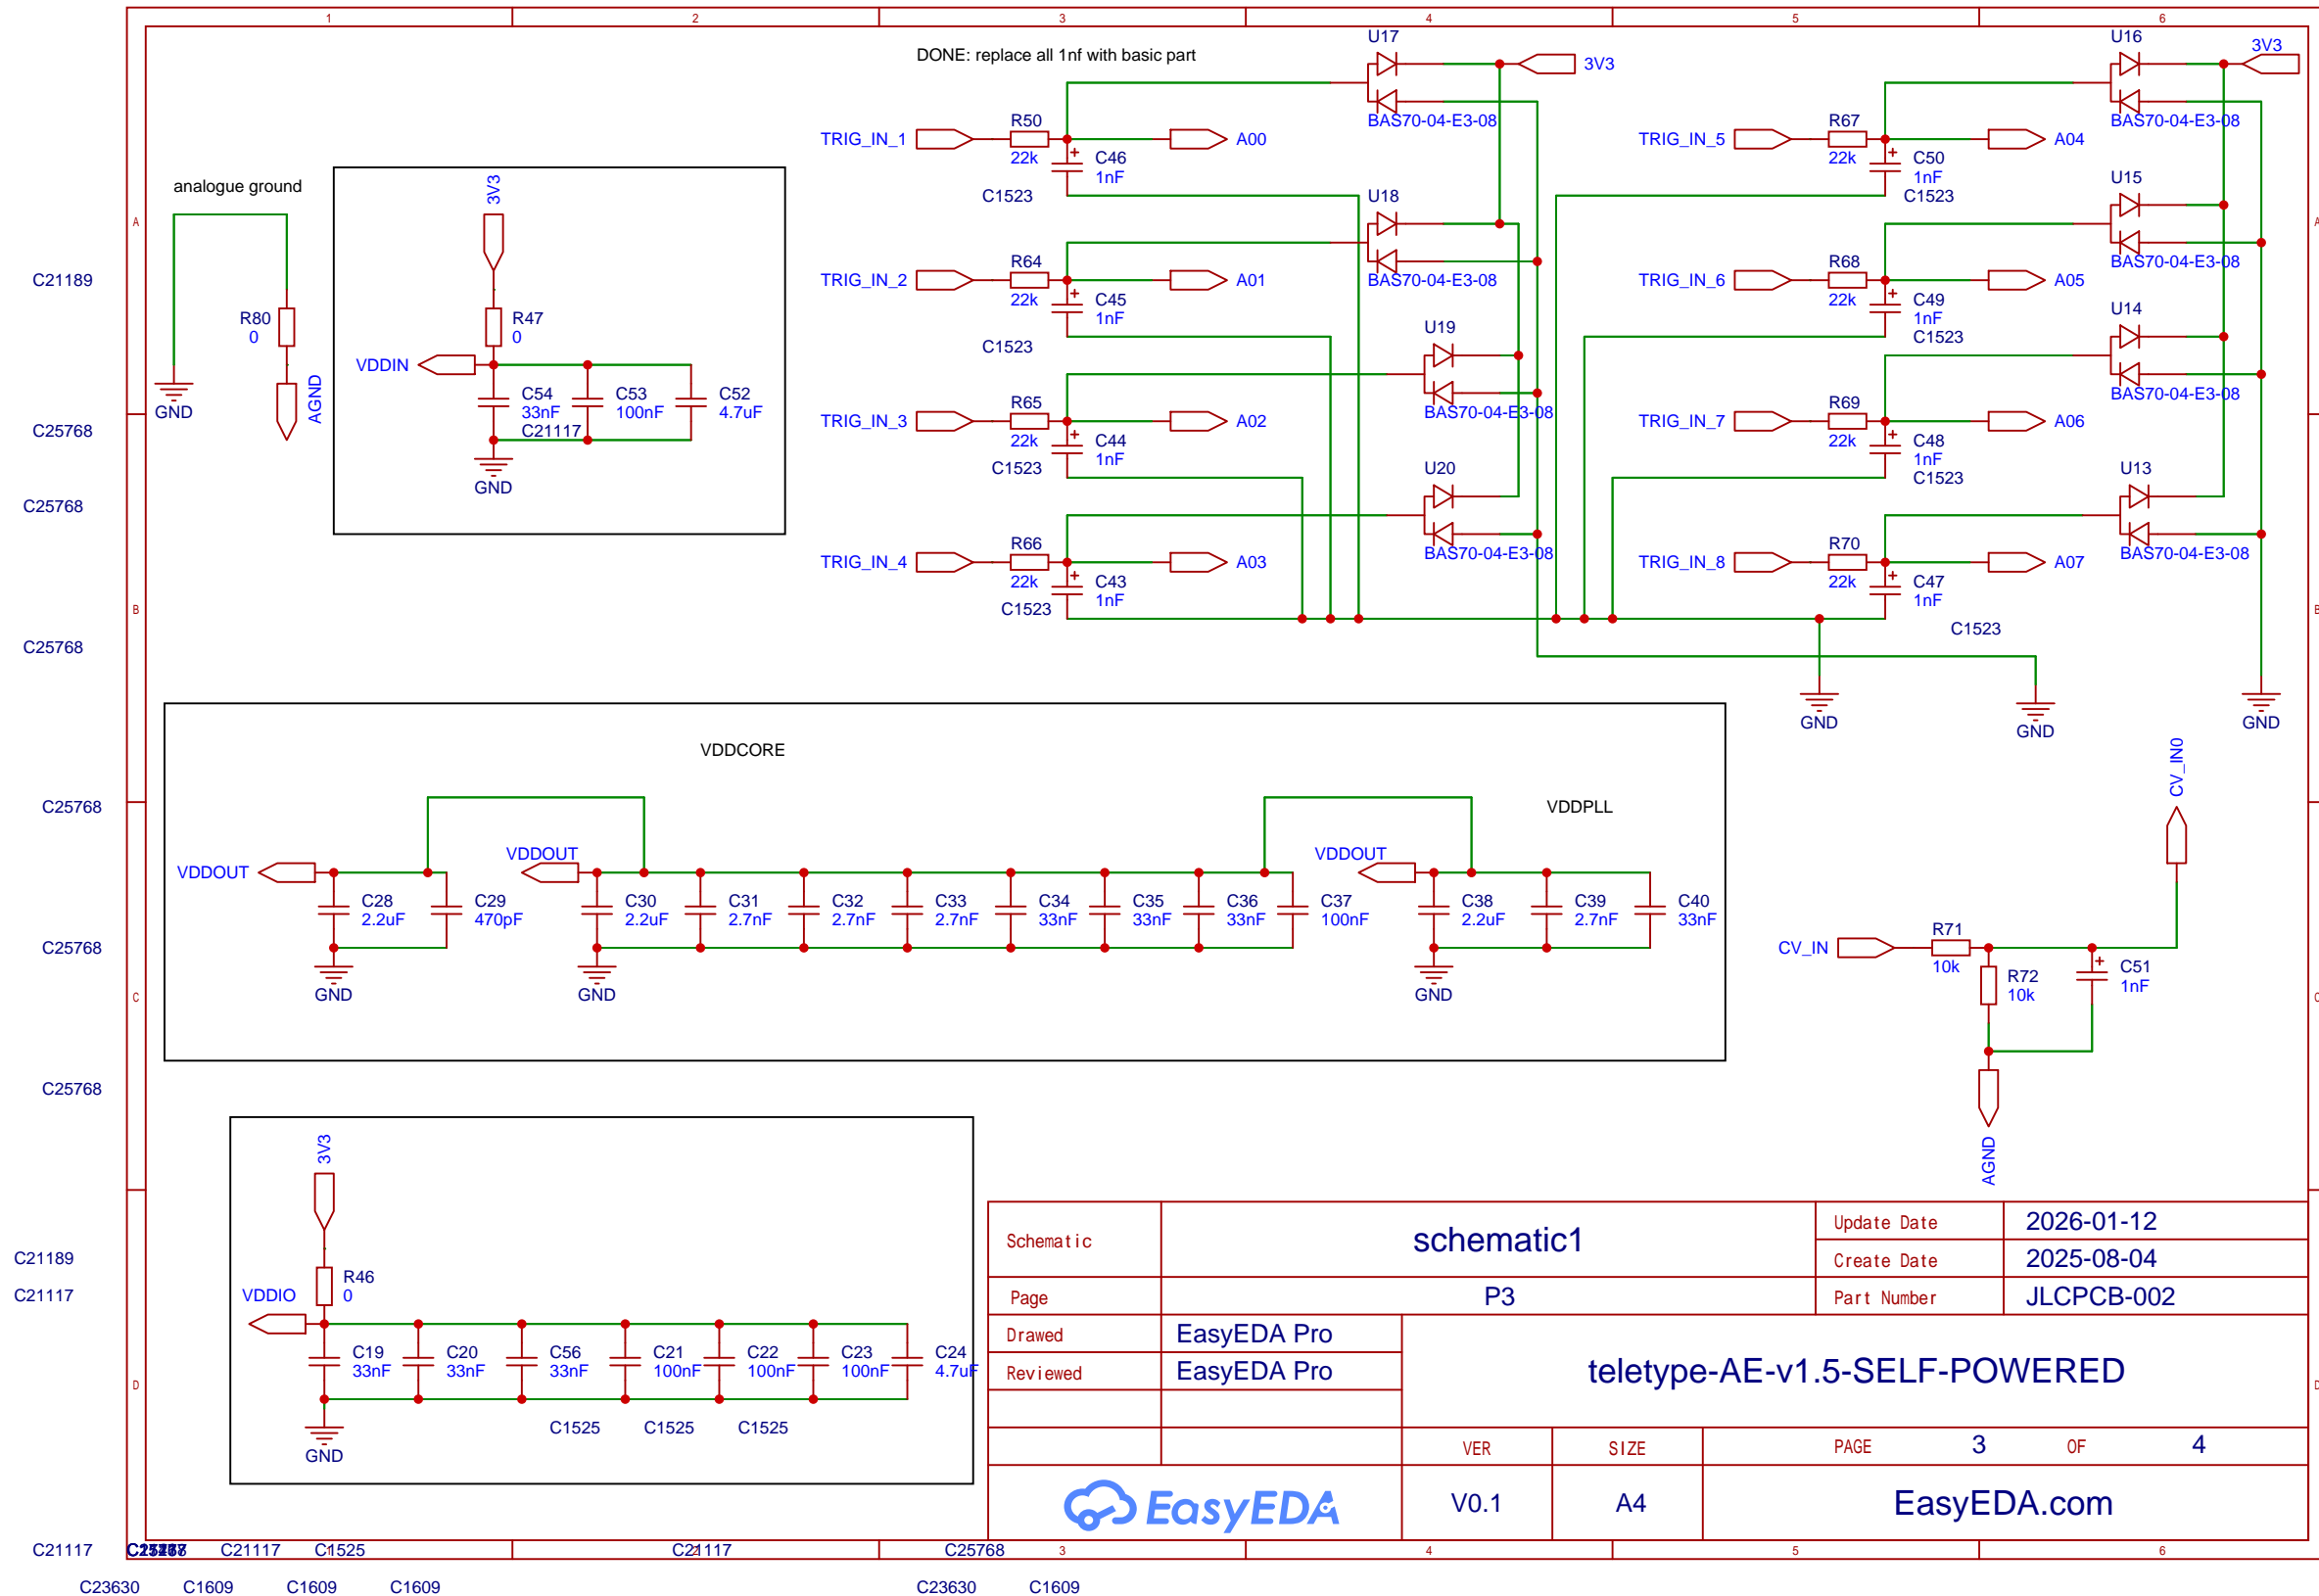 1 2 3 4 5 6
DONE: replace all 1nf with basic part
U17
3V3
BAS70-04-E3-08
U16
3V3
BAS70-04-E3-08
TRIG_IN_1
R50
22k
C46
1nF
A00
C1523
TRIG_IN_5
R67
22k
C50
1nF
A04
C1523
analogue ground
R80
0
GND
AGND
3V3
R47
0
VDDIN
C54
33nF
C21117
C53
100nF
C52
4.7uF
GND
A
A
U18
BAS70-04-E3-08
U15
BAS70-04-E3-08
C21189
TRIG_IN_2
R64
22k
C45
1nF
A01
C1523
TRIG_IN_6
R68
22k
C49
1nF
A05
C1523
U19
BAS70-04-E3-08
U14
BAS70-04-E3-08
C25768
TRIG_IN_3
R65
22k
C44
1nF
A02
C1523
TRIG_IN_7
R69
22k
C48
1nF
A06
C1523
U20
BAS70-04-E3-08
U13
BAS70-04-E3-08
C25768
TRIG_IN_4
R66
22k
C43
1nF
A03
C1523
TRIG_IN_8
R70
22k
C47
1nF
A07
C1523
B
B
C25768
GND
GND
GND
VDDCORE
C25768
VDDPLL
VDDOUT
C28
2.2uF
C29
470pF
GND
VDDOUT
C30
2.2uF
C31
2.7nF
C32
2.7nF
C33
2.7nF
C34
33nF
C35
33nF
C36
33nF
C37
100nF
GND
VDDOUT
C38
2.2uF
C39
2.7nF
C40
33nF
GND
CV_IN0
CV_IN
R71
10k
R72
10k
C51
1nF
AGND
C25768
C
C
C25768
3V3
C21189
C21117
R46
0
VDDIO
C19
33nF
C20
33nF
C56
33nF
C21
100nF
C22
100nF
C23
100nF
C24
4.7uF
C1525 C1525 C1525
GND
D
D
Schematic schematic1 Update Date 2026-01-12
Create Date 2025-08-04
Page P3 Part Number JLCPCB-002
Drawed EasyEDA Pro
Reviewed EasyEDA Pro
teletype-AE-v1.5-SELF-POWERED
VER SIZE PAGE 3 OF 4
EasyEDA V0.1 A4 EasyEDA.com
C21117 C21117 C1525 C21117 C25768
3 4 5 6
C23630 C1609 C1609 C1609 C23630 C1609